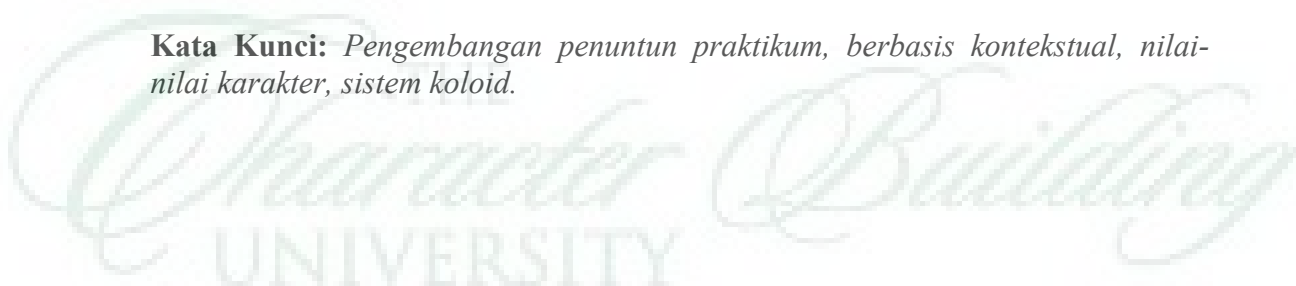 Kata Kunci: Pengembangan penuntun praktikum, berbasis kontekstual, nilai-
nilai karakter, sistem koloid.
THE
Character Building
UNIVERSITY